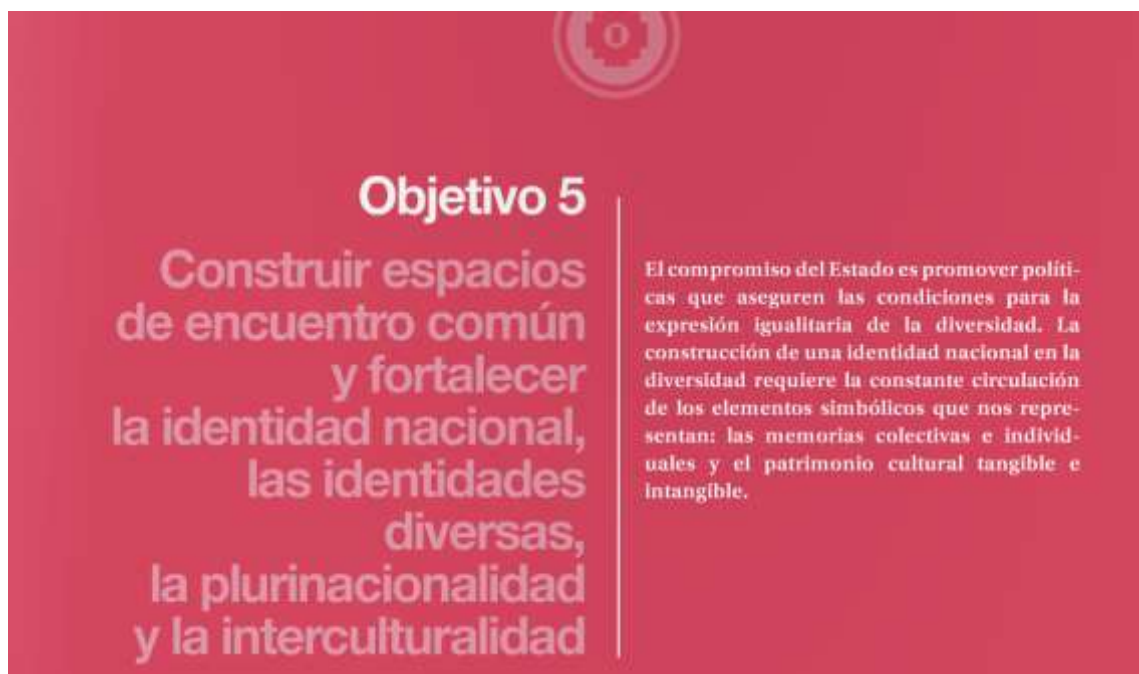 Objetivo 5
Construir espacios
de encuentro común
y fortalecer
la identidad nacional,
las identidades
diversas,
la plurinacionalidad
y la interculturalidad
El compromiso del Estado es promover políti-
cas que aseguren las condiciones para la
expresión igualitaria de la diversidad. La
construcción de una identidad nacional en la
diversidad requiere la constante circulación
de los elementos simbólicos que nos repre-
sentan: las memorias colectivas e individ-
uales y el patrimonio cultural tangible e
intangible.